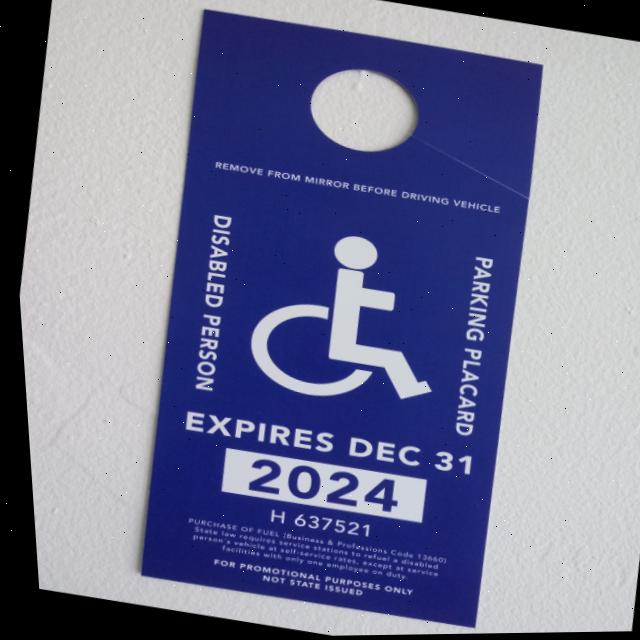 REMOVE FROM MIRROR BEFORE DRIVING VEHICLE
DISABLED PERSON
PARKING PLACARD
EXPIRES DEC 31
2024
H 637521
PURCHASE OF FUEL (Business & Professions Code 13660)
State law requires service stations to refuel a disabled
person's vehicle at self-service rates, except at service
facilities with only one employee on duty.
FOR PROMOTIONAL PURPOSES ONLY
NOT STATE ISSUED